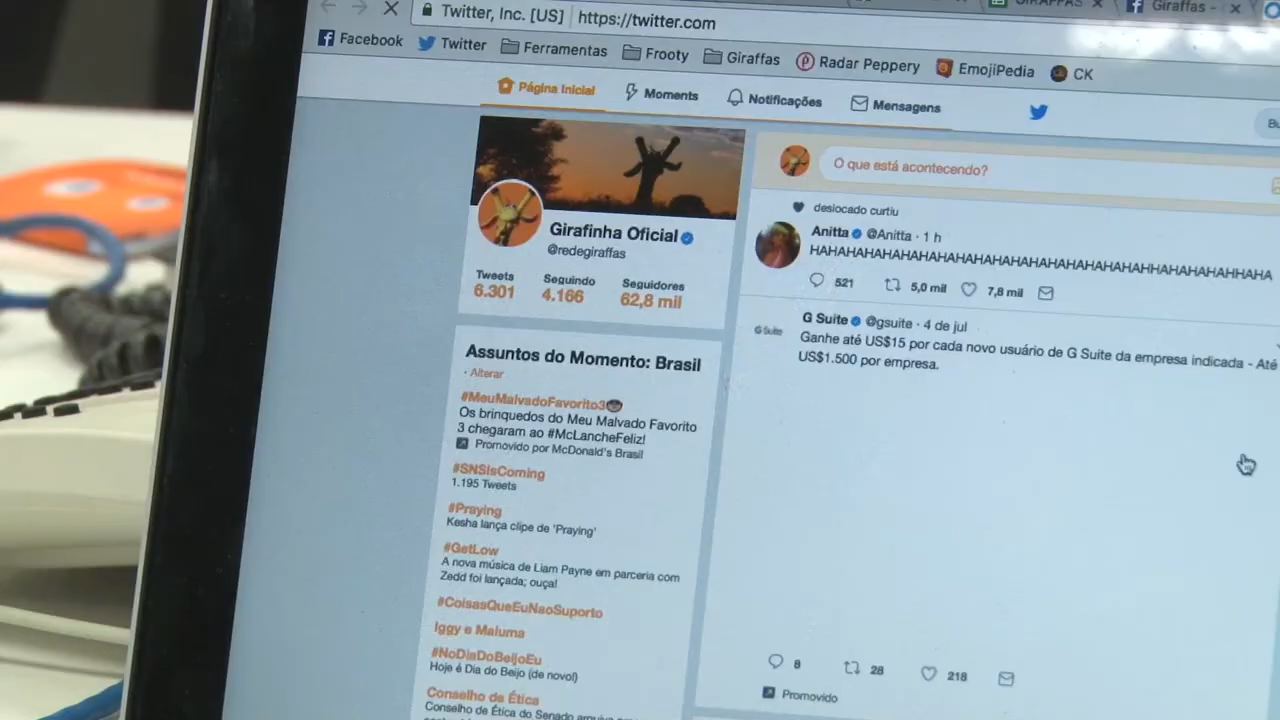 GIRAFFAS
Giraffas -
Twitter, Inc. [US]
https://twitter.com
Facebook
Twitter
Ferramentas
Frooty
Giraffas
Radar Peppery
EmojiPedia
CK
Página Inicial
Moments
Notificações
Mensagens
Girafinha Oficial
@redegiraffas
Tweets
Seguindo
Seguidores
6.301
4.166
62,8 mil
Assuntos do Momento: Brasil
· Alterar
#MeuMalvadoFavorito3
Os brinquedos do Meu Malvado Favorito
3 chegaram ao #McLancheFeliz!
Promovido por McDonald's Brasil
#SNSIsComing
1.195 Tweets
#Praying
Kesha lança clipe de 'Praying'
#GetLow
A nova música de Liam Payne em parceria com
Zedd foi lançada; ouça!
#CoisasQueEuNaoSuporto
Iggy e Maluma
#NoDiaDoBeijoEu
Hoje é Dia do Beijo (de novo!)
Conselho de Ética
Conselho de Ética do Senado arquiva
O que está acontecendo?
deslocado curtiu
Anitta @Anitta · 1 h
HAHAHAHAHAHAHAHAHAHAHAHAHAHAHAHAHAHAHHAHAHAHAHHAHA
521
5,0 mil
7,8 mil
G Suite
G Suite @gsuite · 4 de jul
Ganhe até US$15 por cada novo usuário de G Suite da empresa indicada - Até
US$1.500 por empresa.
8
28
218
Promovido